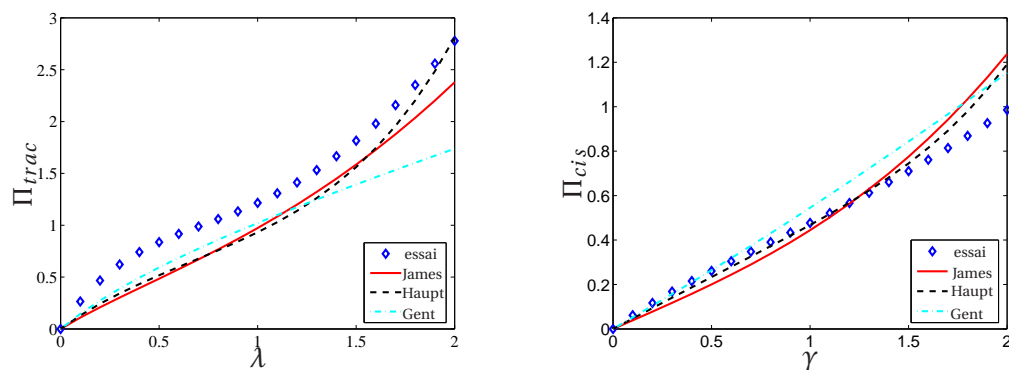 3
2.5
2
1.5
1
0.5
0
Π_trac
0 0.5 1 1.5 2
λ
essai
James
Haupt
Gent
1.4
1.2
1.0
0.8
0.6
0.4
0.2
0
Π_cis
0 0.5 1 1.5 2
γ
essai
James
Haupt
Gent